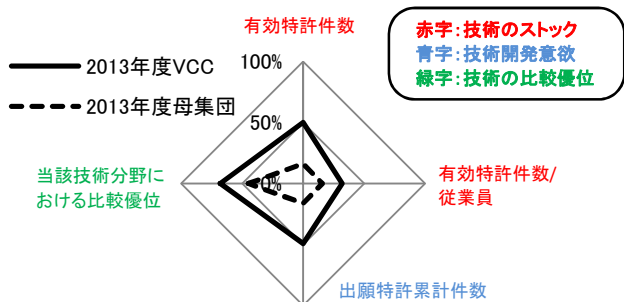 有効特許件数
赤字：技術のストック
青字：技術開発意欲
緑字：技術の比較優位
2013年度VCC
2013年度母集団
100%
50%
0%
当該技術分野に
おける比較優位
有効特許件数/
従業員
出願特許累計件数